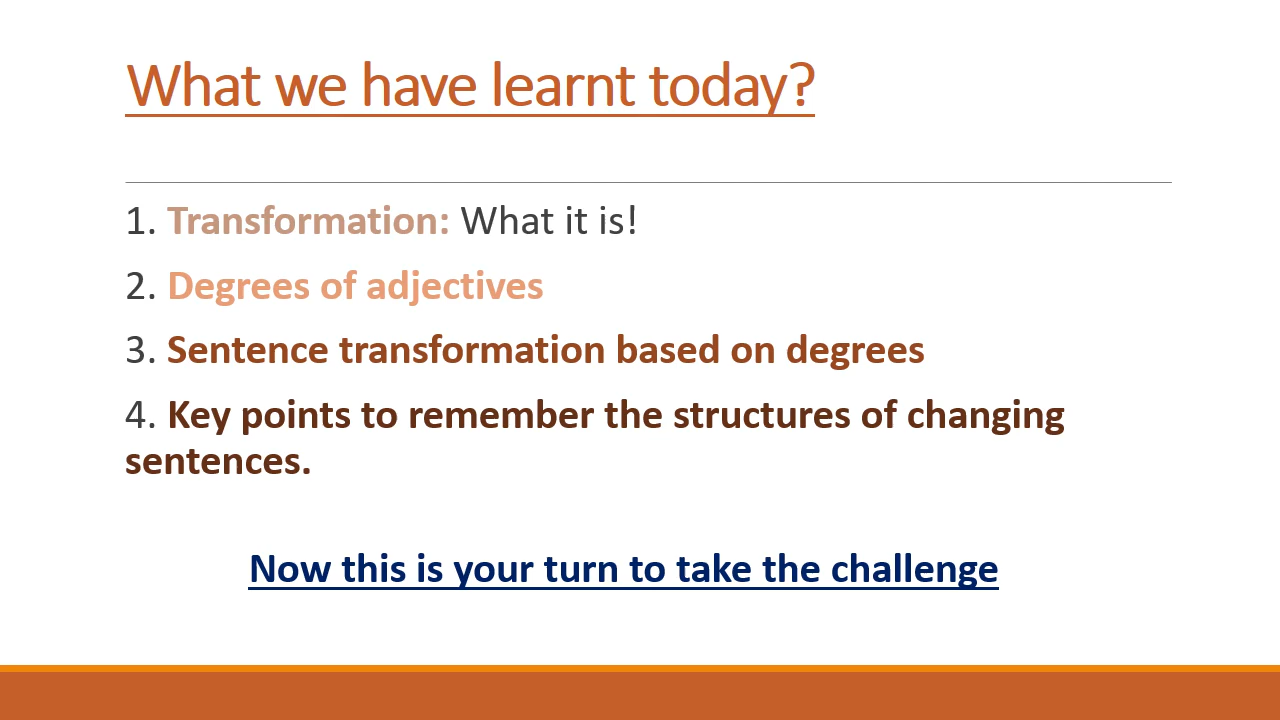 What we have learnt today?
1. Transformation: What it is!
2. Degrees of adjectives
3. Sentence transformation based on degrees
4. Key points to remember the structures of changing
sentences.
Now this is your turn to take the challenge